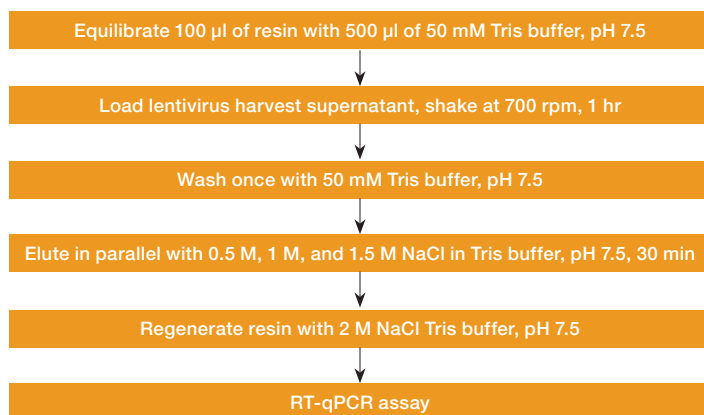 Equilibrate 100 µl of resin with 500 µl of 50 mM Tris buffer, pH 7.5
Load lentivirus harvest supernatant, shake at 700 rpm, 1 hr
Wash once with 50 mM Tris buffer, pH 7.5
Elute in parallel with 0.5 M, 1 M, and 1.5 M NaCl in Tris buffer, pH 7.5, 30 min
Regenerate resin with 2 M NaCl Tris buffer, pH 7.5
RT-qPCR assay